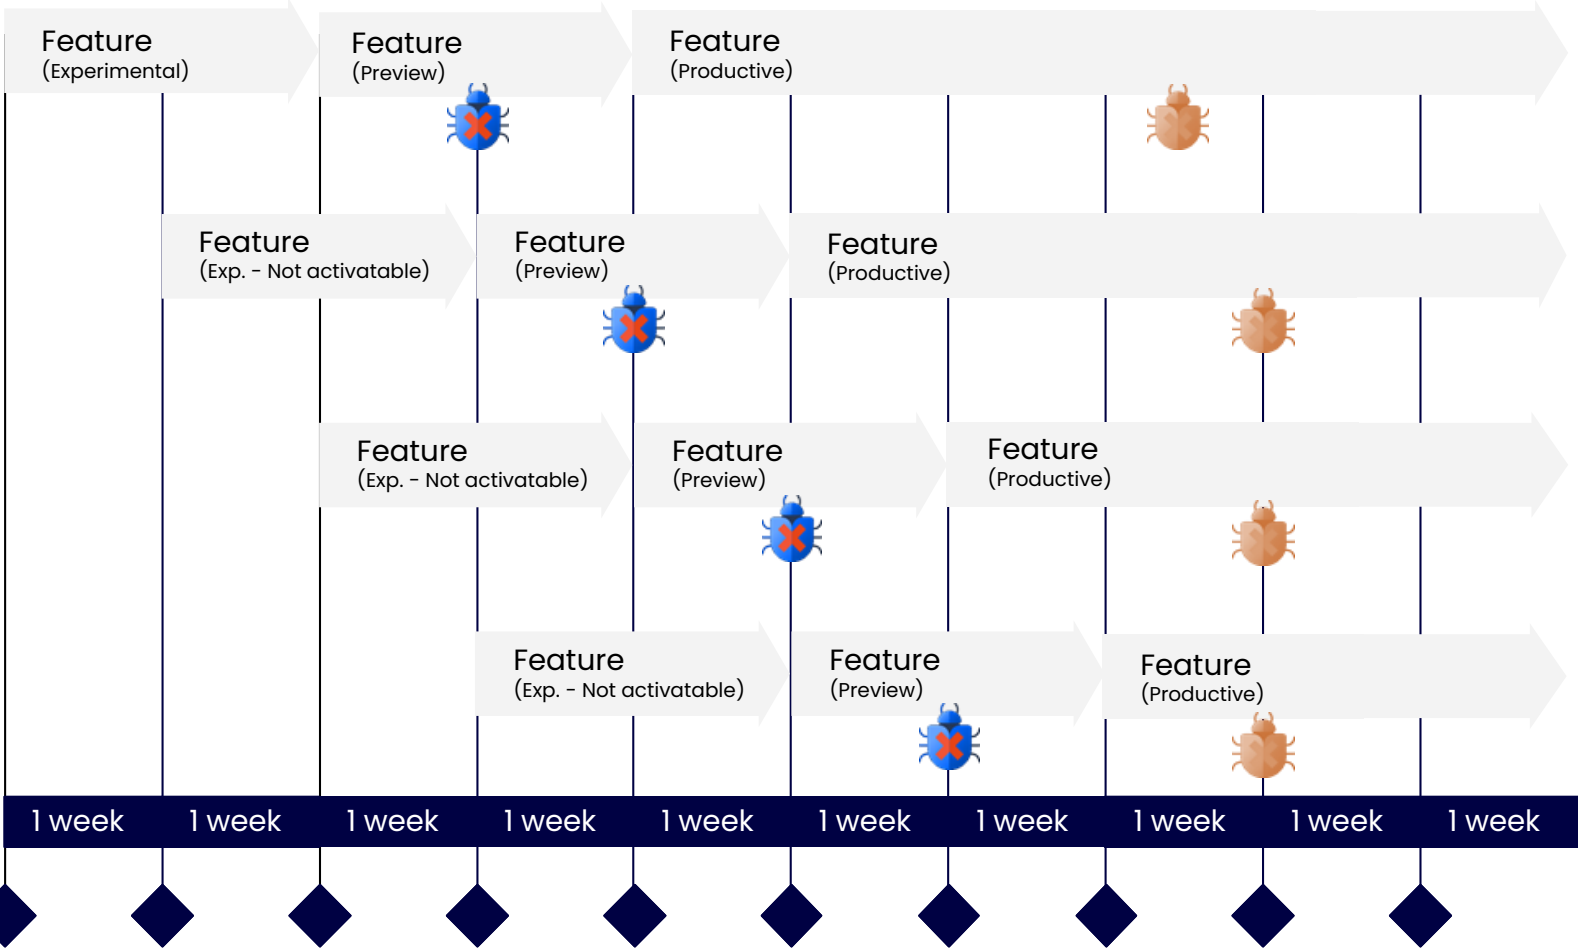 Feature
(Experimental)
Feature
(Preview)
Feature
(Productive)
Feature
(Exp. - Not activatable)
Feature
(Preview)
Feature
(Productive)
Feature
(Exp. - Not activatable)
Feature
(Preview)
Feature
(Productive)
Feature
(Exp. - Not activatable)
Feature
(Preview)
Feature
(Productive)
1 week 1 week 1 week 1 week 1 week 1 week 1 week 1 week 1 week 1 week